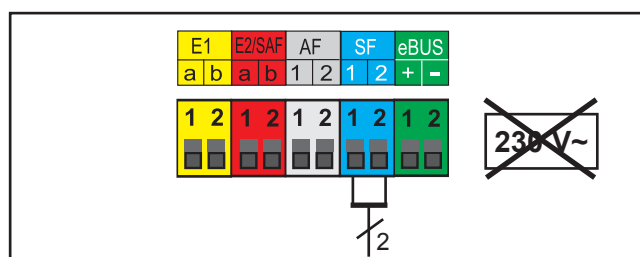 E1 E2/SAF AF SF eBUS
a b a b 1 2 1 2 + -
1 2 1 2 1 2 1 2 1 2
230 V~
2